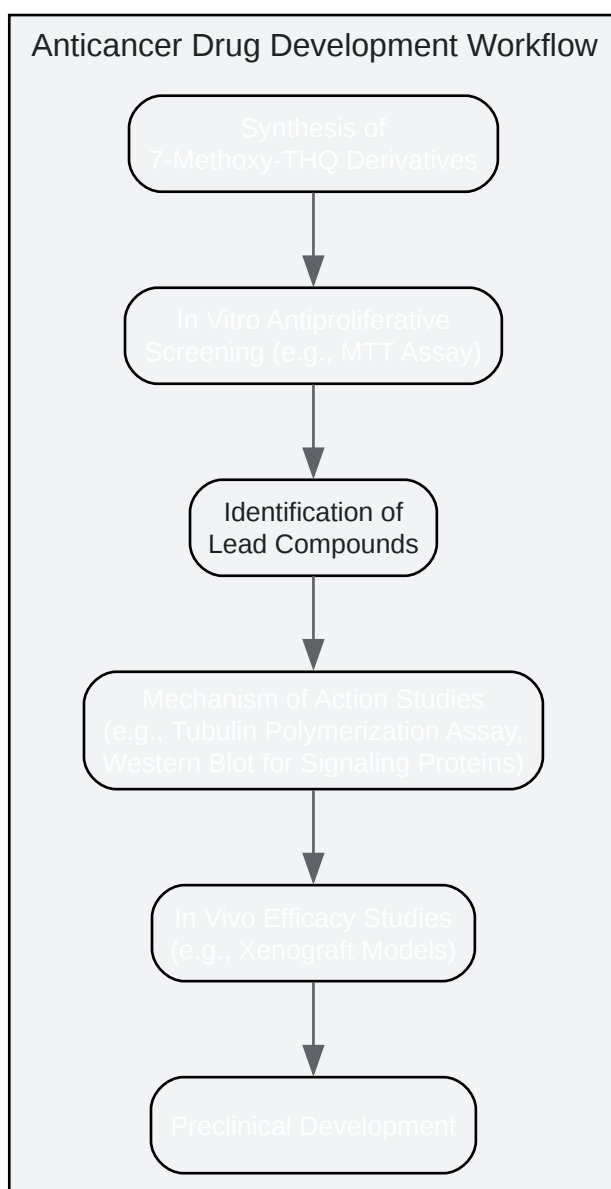 Anticancer Drug Development Workflow
Synthesis of
7-Methoxy-THQ Derivatives
In Vitro Antiproliferative
Screening (e.g., MTT Assay)
Identification of
Lead Compounds
Mechanism of Action Studies
(e.g., Tubulin Polymerization Assay,
Western Blot for Signaling Proteins)
In Vivo Efficacy Studies
(e.g., Xenograft Models)
Preclinical Development